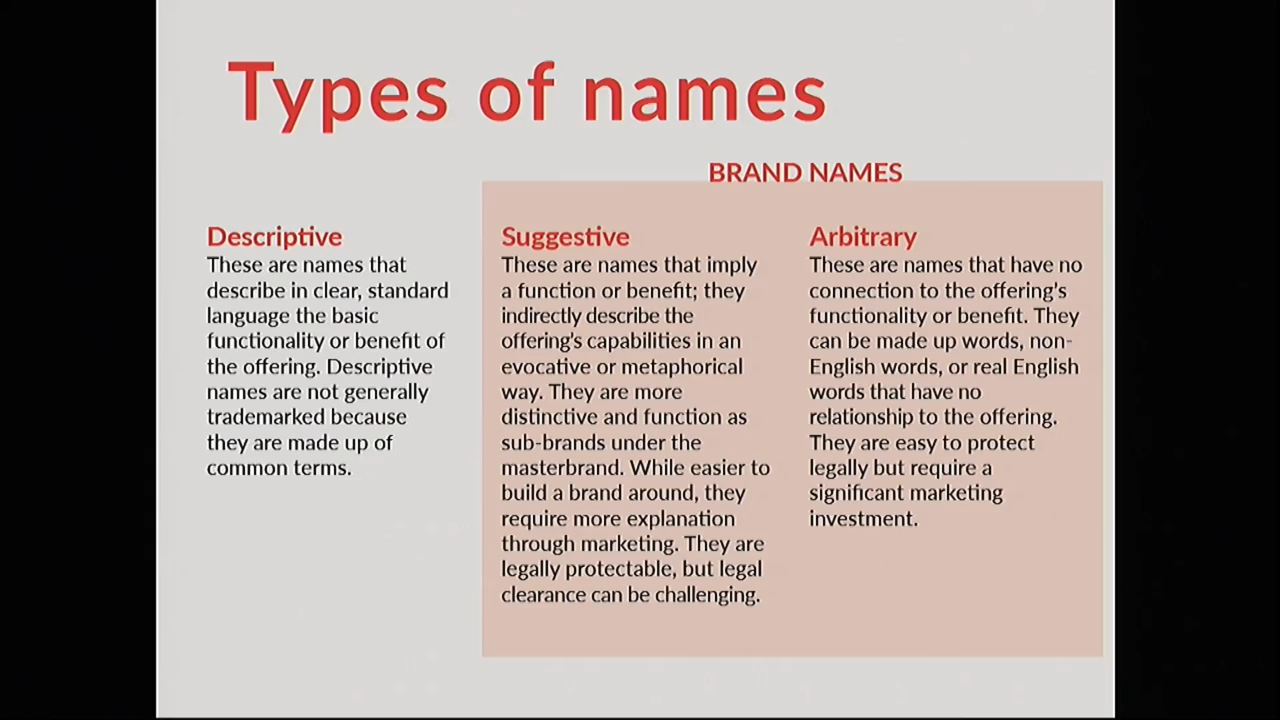 Types of names
BRAND NAMES
Descriptive
These are names that
describe in clear, standard
language the basic
functionality or benefit of
the offering. Descriptive
names are not generally
trademarked because
they are made up of
common terms.
Suggestive
These are names that imply
a function or benefit; they
indirectly describe the
offering's capabilities in an
evocative or metaphorical
way. They are more
distinctive and function as
sub-brands under the
masterbrand. While easier to
build a brand around, they
require more explanation
through marketing. They are
legally protectable, but legal
clearance can be challenging.
Arbitrary
These are names that have no
connection to the offering's
functionality or benefit. They
can be made up words, non-
English words, or real English
words that have no
relationship to the offering.
They are easy to protect
legally but require a
significant marketing
investment.